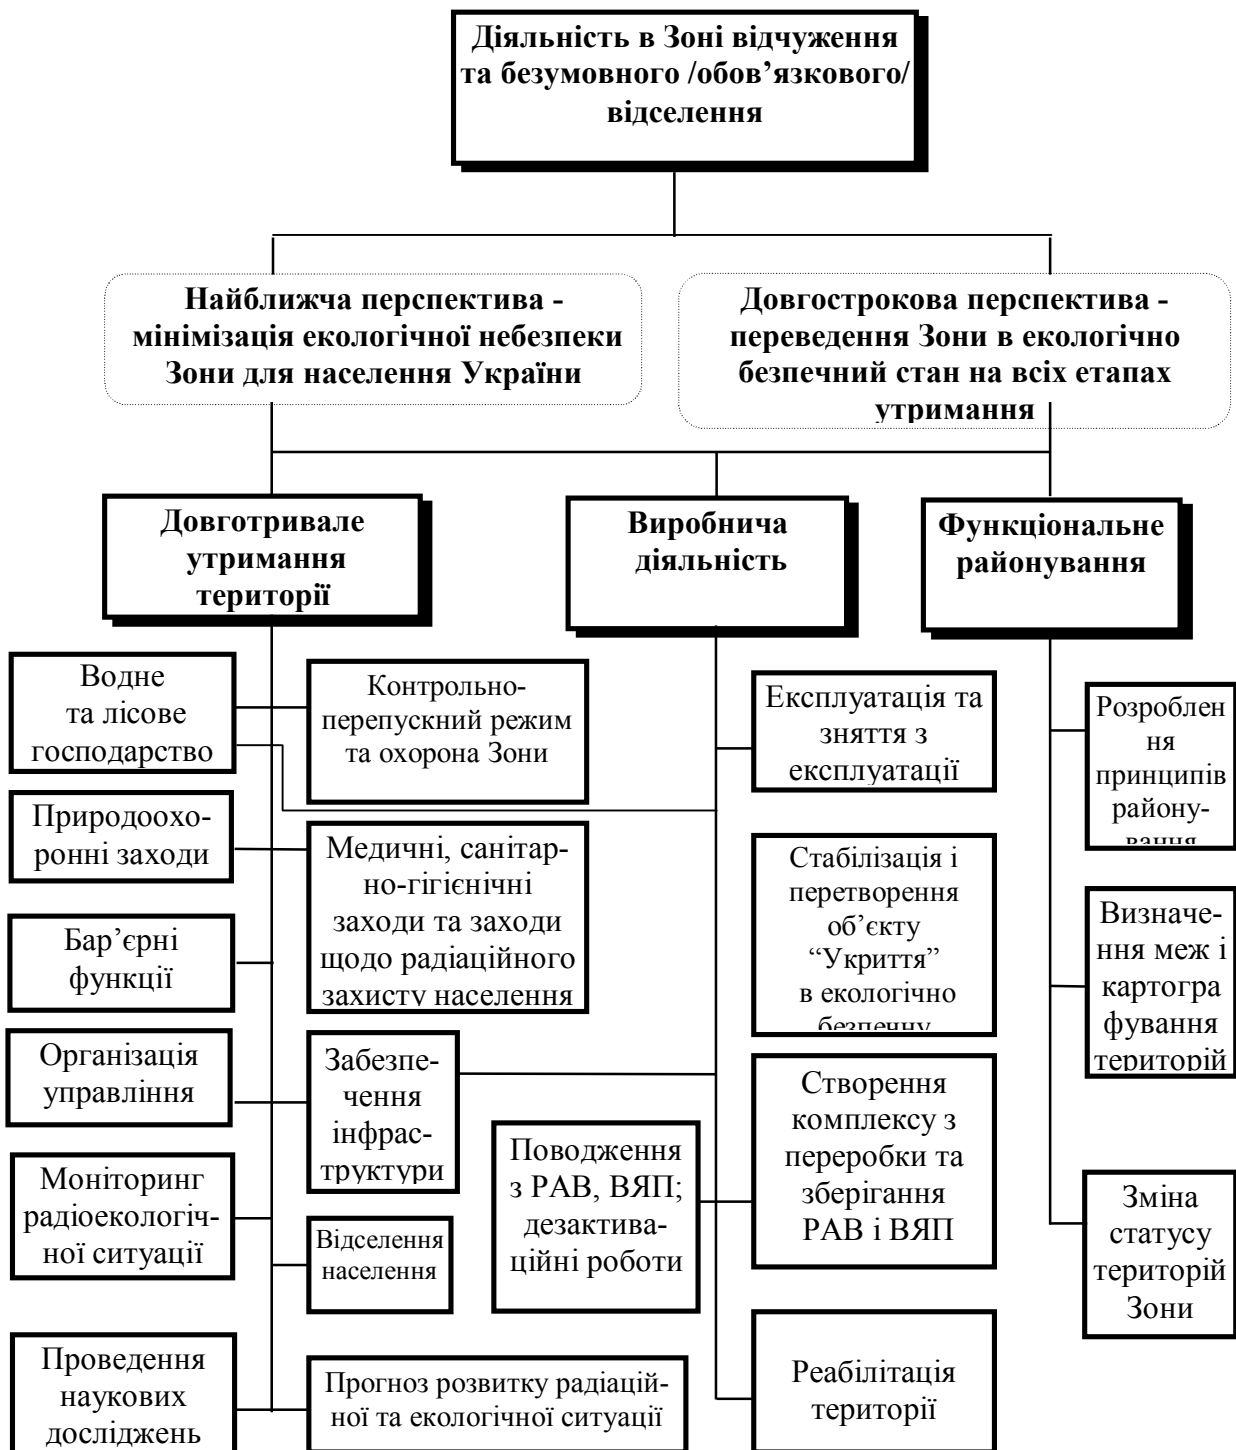 Діяльність в Зоні відчуження
та безумовного /обов’язкового/
відселення
Найближча перспектива -
мінімізація екологічної небезпеки
Зони для населення України
Довгострокова перспектива -
переведення Зони в екологічно
безпечний стан на всіх етапах
утримання
Довготривале
утримання
території
Виробнича
діяльність
Функціональне
районування
Водне
та лісове
господарство
Контрольно-
перепускний режим
та охорона Зони
Експлуатація та
зняття з
експлуатації
Розроблен
ня
принципів
району-
вання
Природоохо-
ронні заходи
Медичні, санітар-
но-гігієнічні
заходи та заходи
щодо радіаційного
захисту населення
Стабілізація і
перетворення
об’єкту
“Укриття”
в екологічно
безпечну
Визначе-
ння меж і
картогра
фування
територій
Бар’єрні
функції
Організація
управління
Забезпе-
чення
інфрас-
труктури
Поводження
з РАВ, ВЯП;
дезактива-
ційні роботи
Створення
комплексу з
переробки та
зберігання
РАВ і ВЯП
Зміна
статусу
територій
Зони
Моніторинг
радіоекологіч-
ної ситуації
Відселення
населення
Проведення
наукових
досліджень
Прогноз розвитку радіацій-
ної та екологічної ситуації
Реабілітація
території